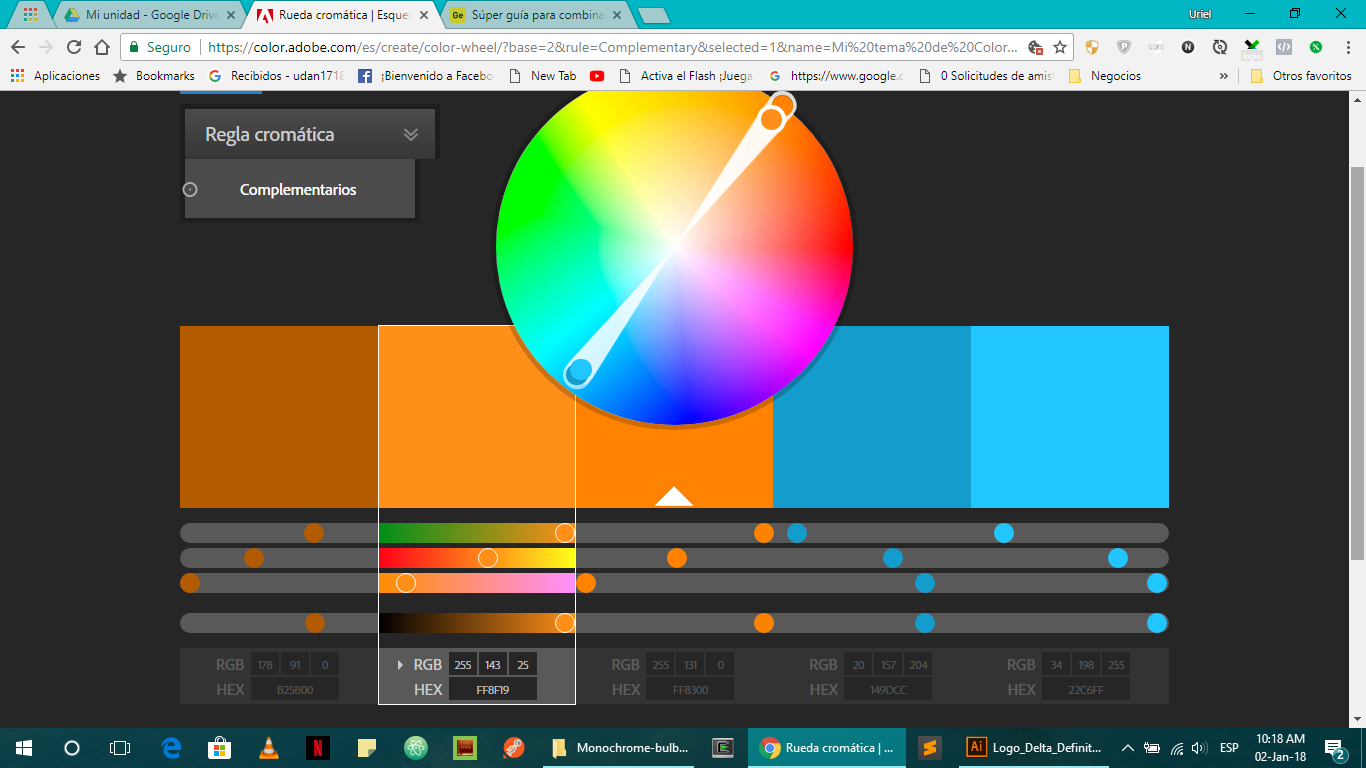 Mi unidad - Google Drive
Rueda cromática | Esquem
Ge Súper guía para combina
Uriel
Seguro https://color.adobe.com/es/create/color-wheel/?base=2&rule=Complementary&selected=1&name=Mi%20tema%20de%20Color...
Aplicaciones Bookmarks Recibidos - udan1718 ¡Bienvenido a Facebo New Tab Activa el Flash ¡Juega https://www.google.c 0 Solicitudes de amis Negocios » Otros favoritos
Regla cromática
Complementarios
RGB 178 91 0 RGB 255 143 25 RGB 255 131 0 RGB 20 157 204 RGB 34 198 255
HEX B25B00 HEX FF8F19 HEX FF8300 HEX 149DCC HEX 22C6FF
Monochrome-bulb... Rueda cromática | ... Ai Logo_Delta_Definit... ESP
10:18 AM
02-Jan-18
2